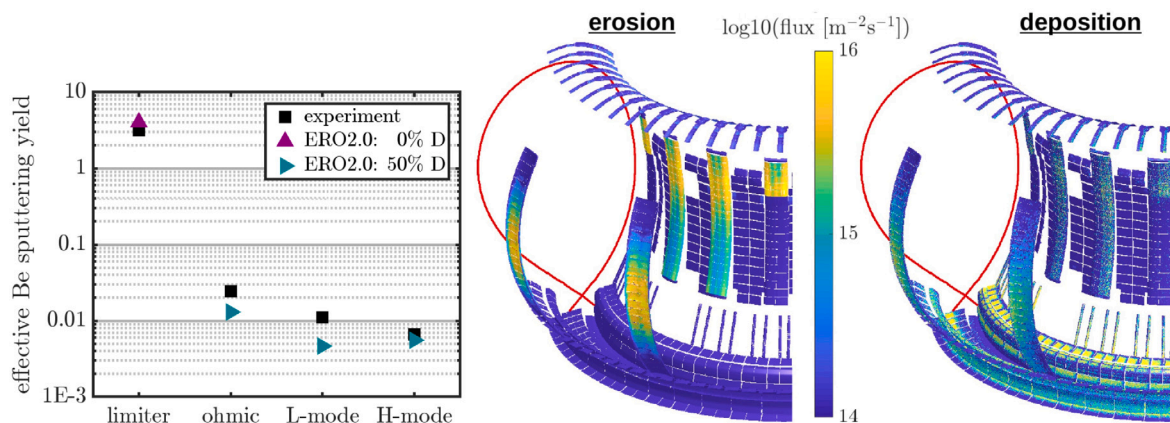 erosion
log10(flux [m⁻²s⁻¹])
deposition
effective Be sputtering yield
10
1
0.1
0.01
1E-3
limiter
ohmic
L-mode
H-mode
experiment
ERO2.0: 0% D
ERO2.0: 50% D
16
15
14